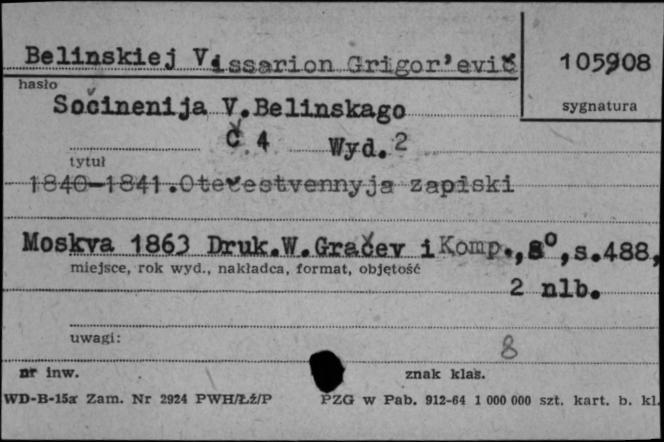 Belinskiej Vissarion Grigor'evič
105908
hasło
sygnatura
Sočinenija V.Belinskago
Č 4 Wyd. 2
tytuł
1840-1841. Otečestvennyja zapiski
Moskva 1863 Druk.W.Gračev i Komp., 8°, s.488,
miejsce, rok wyd., nakładca, format, objętość
2 nlb.
uwagi:
8
nr inw.
znak klas.
WD-B-15a Zam. Nr 2924 PWH/Łź/P PZG w Pab. 912-64 1 000 000 szt. kart. b. kl.